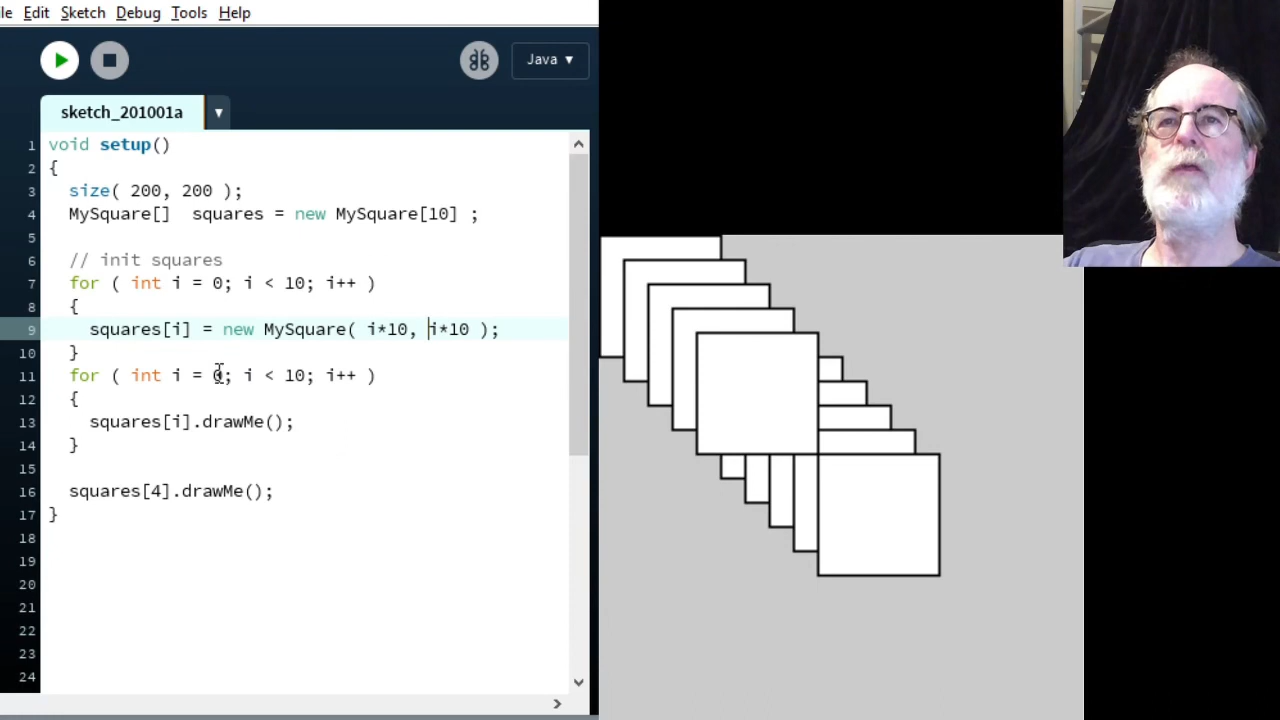 le Edit Sketch Debug Tools Help
Java ▼
sketch_201001a ▼
1 void setup()
2 {
3 size( 200, 200 );
4 MySquare[]  squares = new MySquare[10] ;
5
6 // init squares
7 for ( int i = 0; i < 10; i++ )
8 {
9 squares[i] = new MySquare( i*10, i*10 );
10 }
11 for ( int i = 0; i < 10; i++ )
12 {
13 squares[i].drawMe();
14 }
15
16 squares[4].drawMe();
17 }
18
19
20
21
22
23
24